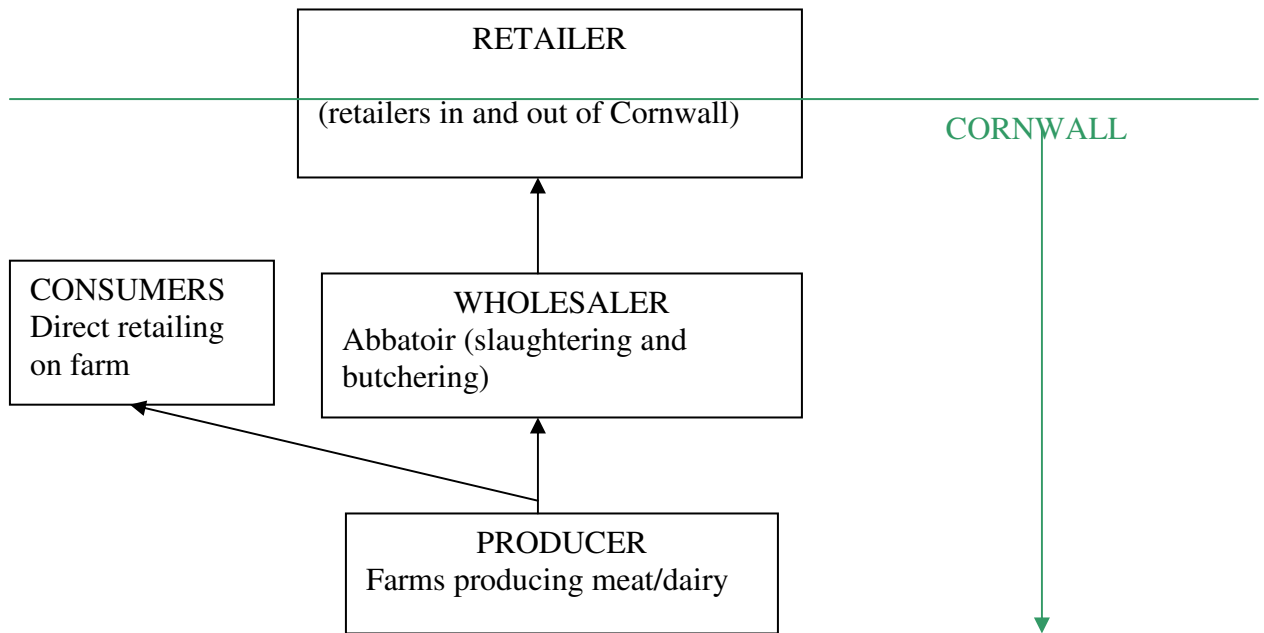 RETAILER
(retailers in and out of Cornwall)
CORNWALL
CONSUMERS
Direct retailing
on farm
WHOLESALER
Abbatoir (slaughtering and
butchering)
PRODUCER
Farms producing meat/dairy